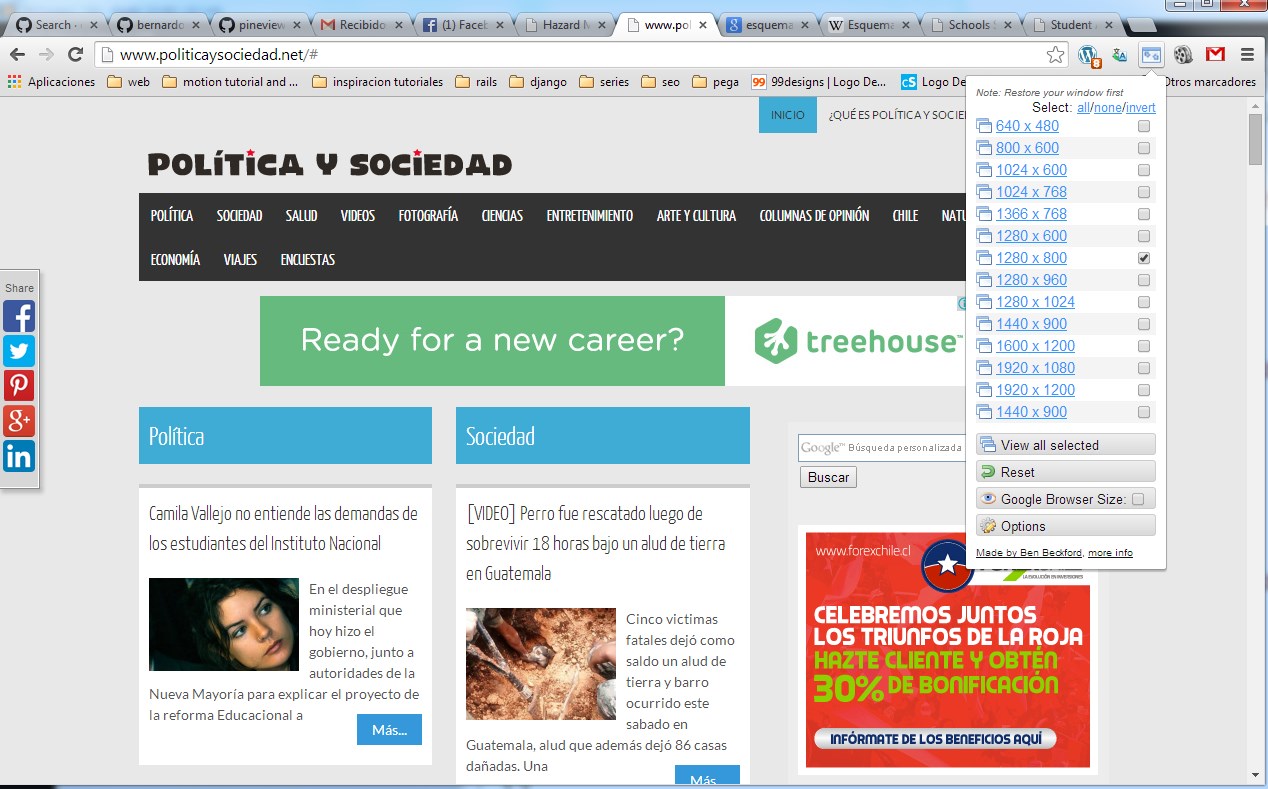 Search -
bernardo
pineview
Recibido
(1) Faceb
Hazard M
www.pol
esquema
Esquema
Schools
Student
www.politicaysociedad.net/#
8
Aplicaciones
web
motion tutorial and ...
inspiracion tutoriales
rails
django
series
seo
pega
99designs | Logo De...
Logo De
Otros marcadores
INICIO
¿QUÉ ES POLÍTICA Y SOCIE
POLÍTICA Y SOCIEDAD
POLÍTICA
SOCIEDAD
SALUD
VIDEOS
FOTOGRAFÍA
CIENCIAS
ENTRETENIMIENTO
ARTE Y CULTURA
COLUMNAS DE OPINIÓN
CHILE
NATU
ECONOMÍA
VIAJES
ENCUESTAS
Share
Ready for a new career?
treehouse™
Política
Camila Vallejo no entiende las demandas de
los estudiantes del Instituto Nacional
En el despliegue
ministerial que
hoy hizo el
gobierno, junto a
autoridades de la
Nueva Mayoría para explicar el proyecto de
la reforma Educacional a
Más...
Sociedad
[VIDEO] Perro fue rescatado luego de
sobrevivir 18 horas bajo un alud de tierra
en Guatemala
Cinco victimas
fatales dejó como
saldo un alud de
tierra y barro
ocurrido este
sabado en
Guatemala, alud que además dejó 86 casas
dañadas. Una
Más...
Google™ Búsqueda personalizada
Buscar
www.forexchile.cl
LA EVOLUCIÓN EN INVERSIONES
CELEBREMOS JUNTOS
LOS TRIUNFOS DE LA ROJA
HAZTE CLIENTE Y OBTÉN
30% DE BONIFICACIÓN
INFÓRMATE DE LOS BENEFICIOS AQUÍ
Note: Restore your window first
Select: all/none/invert
640 x 480
800 x 600
1024 x 600
1024 x 768
1366 x 768
1280 x 600
1280 x 800
1280 x 960
1280 x 1024
1440 x 900
1600 x 1200
1920 x 1080
1920 x 1200
1440 x 900
View all selected
Reset
Google Browser Size:
Options
Made by Ben Beckford, more info